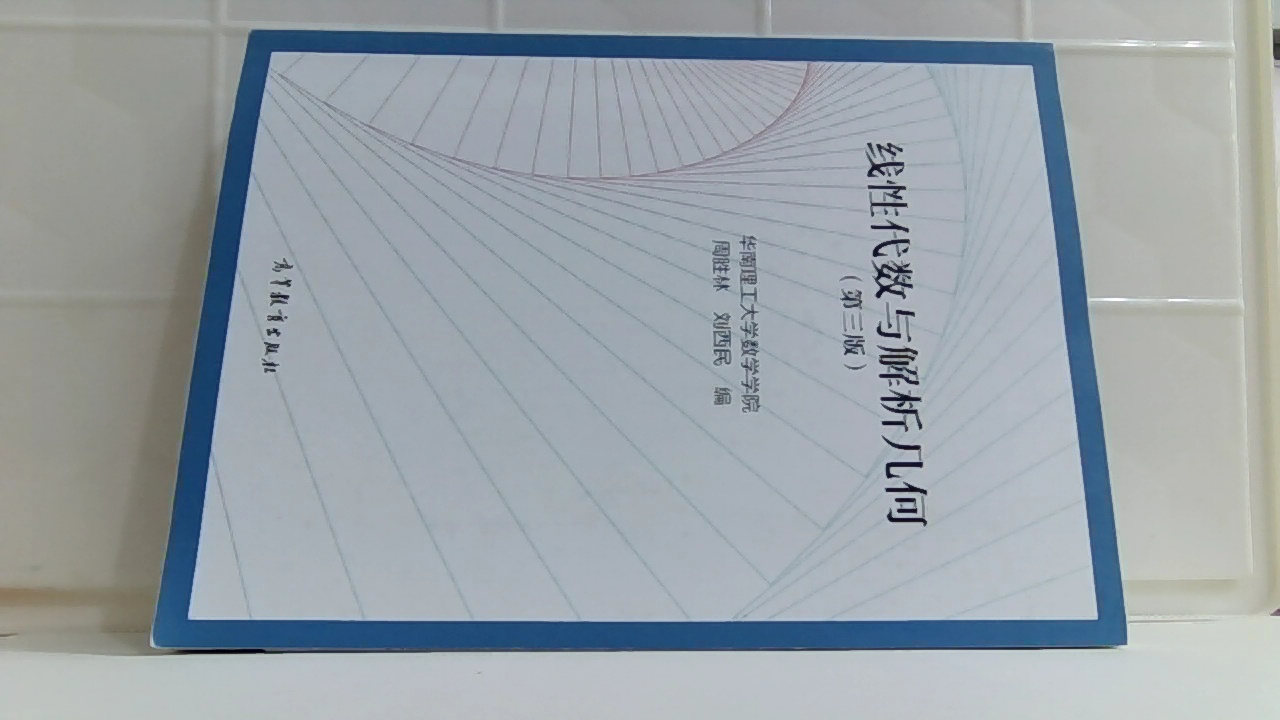 线性代数与解析几何
（第三版）
华南理工大学数学学院
周胜林 刘西民 编
高等教育出版社